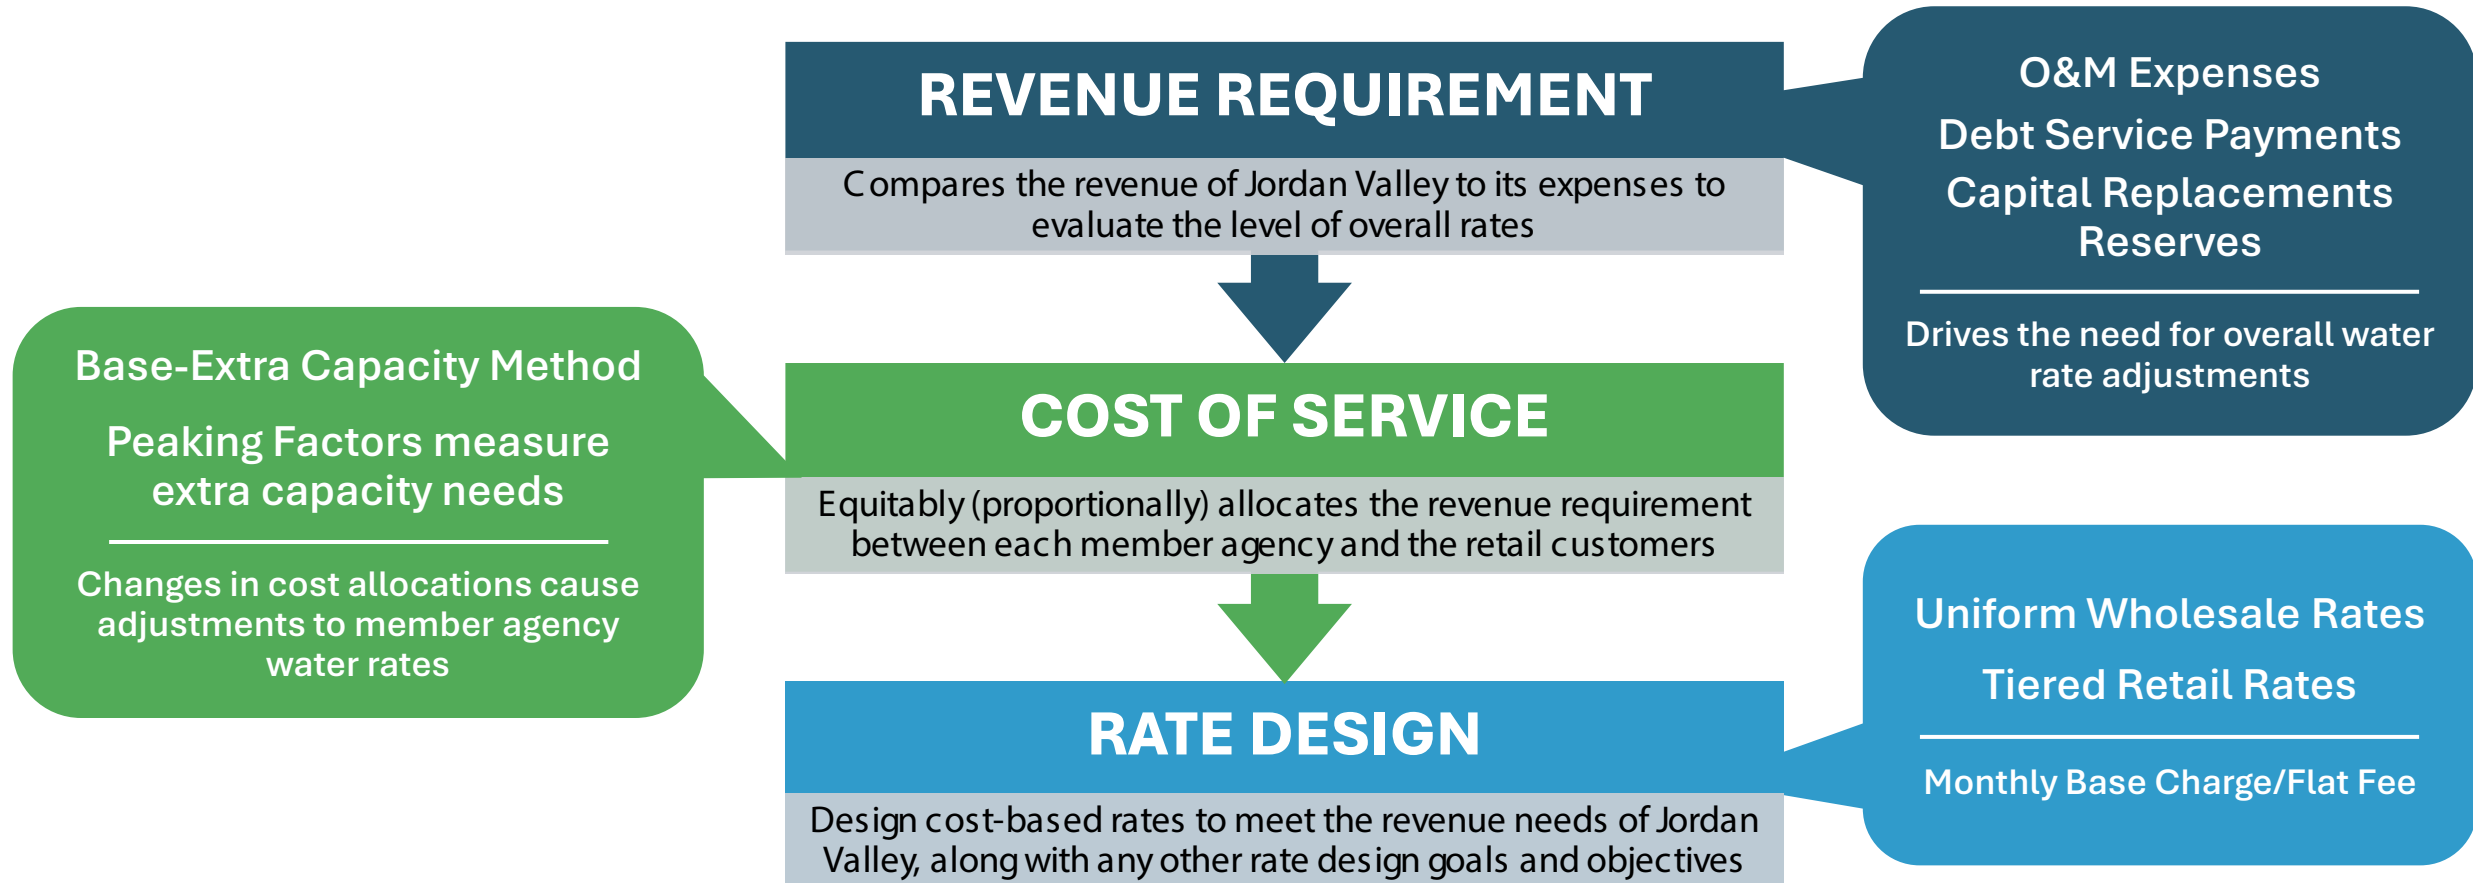 REVENUE REQUIREMENT
Compares the revenue of Jordan Valley to its expenses to
evaluate the level of overall rates
O&M Expenses
Debt Service Payments
Capital Replacements
Reserves
Drives the need for overall water
rate adjustments
Base-Extra Capacity Method
Peaking Factors measure
extra capacity needs
Changes in cost allocations cause
adjustments to member agency
water rates
COST OF SERVICE
Equitably (proportionally) allocates the revenue requirement
between each member agency and the retail customers
RATE DESIGN
Design cost-based rates to meet the revenue needs of Jordan
Valley, along with any other rate design goals and objectives
Uniform Wholesale Rates
Tiered Retail Rates
Monthly Base Charge/Flat Fee